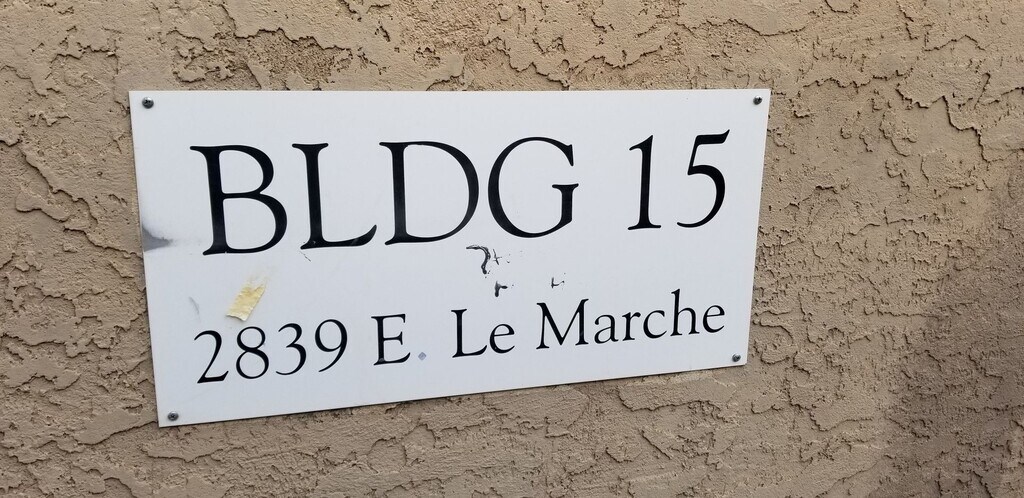 BLDG 15
2839 E. Le Marche